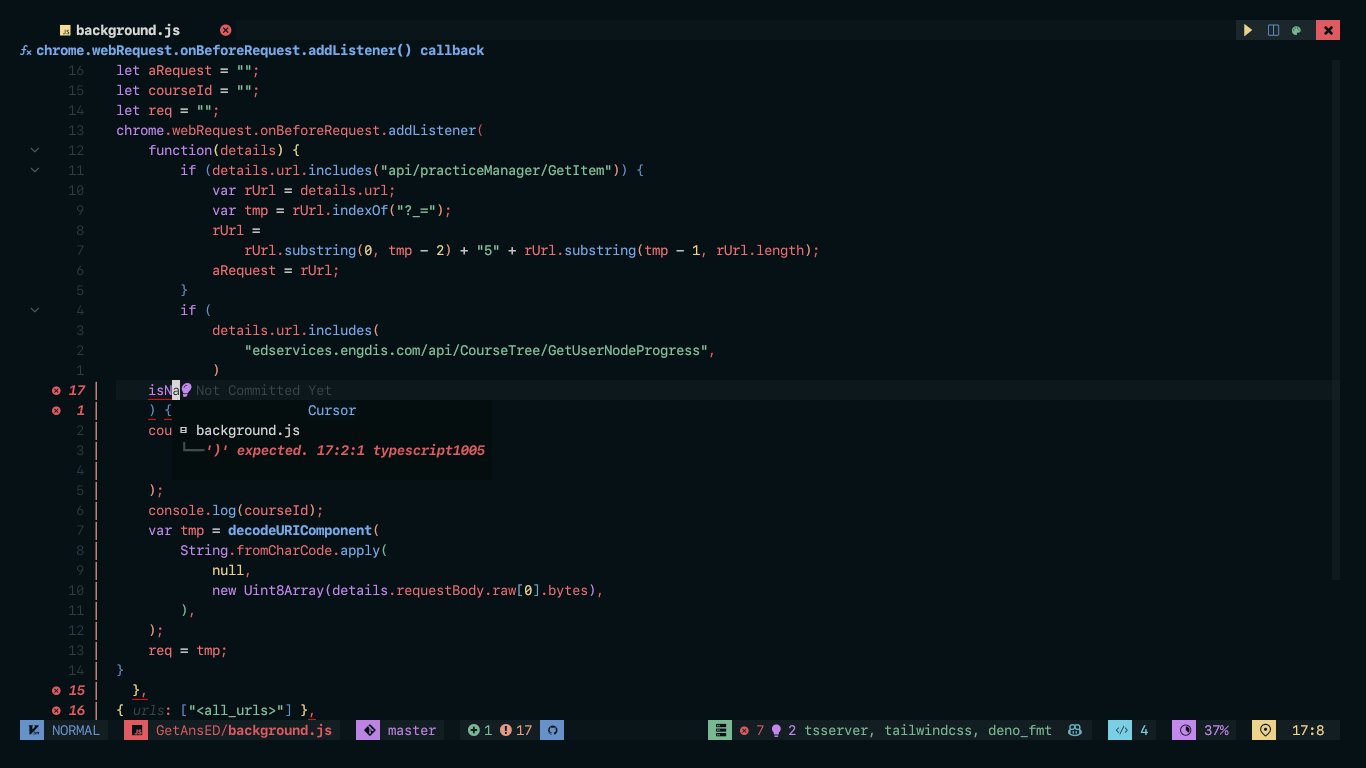 background.js
chrome.webRequest.onBeforeRequest.addListener() callback
16 let aRequest = "";
15 let courseId = "";
14 let req = "";
13 chrome.webRequest.onBeforeRequest.addListener(
12 function(details) {
11 if (details.url.includes("api/practiceManager/GetItem")) {
10 var rUrl = details.url;
9 var tmp = rUrl.indexOf("?_=");
8 rUrl =
7 rUrl.substring(0, tmp - 2) + "5" + rUrl.substring(tmp - 1, rUrl.length);
6 aRequest = rUrl;
5 }
4 if (
3 details.url.includes(
2 "edservices.engdis.com/api/CourseTree/GetUserNodeProgress",
1 )
17 isNa Not Committed Yet
1 ) { Cursor
2 cou background.js
3 └──')' expected. 17:2:1 typescript1005
4
5 );
6 console.log(courseId);
7 var tmp = decodeURIComponent(
8 String.fromCharCode.apply(
9 null,
10 new Uint8Array(details.requestBody.raw[0].bytes),
11 ),
12 );
13 req = tmp;
14 }
15 },
16 { urls: ["<all_urls>"] },
NORMAL JS GetAnsED/background.js master 1 17 7 2 tsserver, tailwindcss, deno_fmt 4 37% 17:8